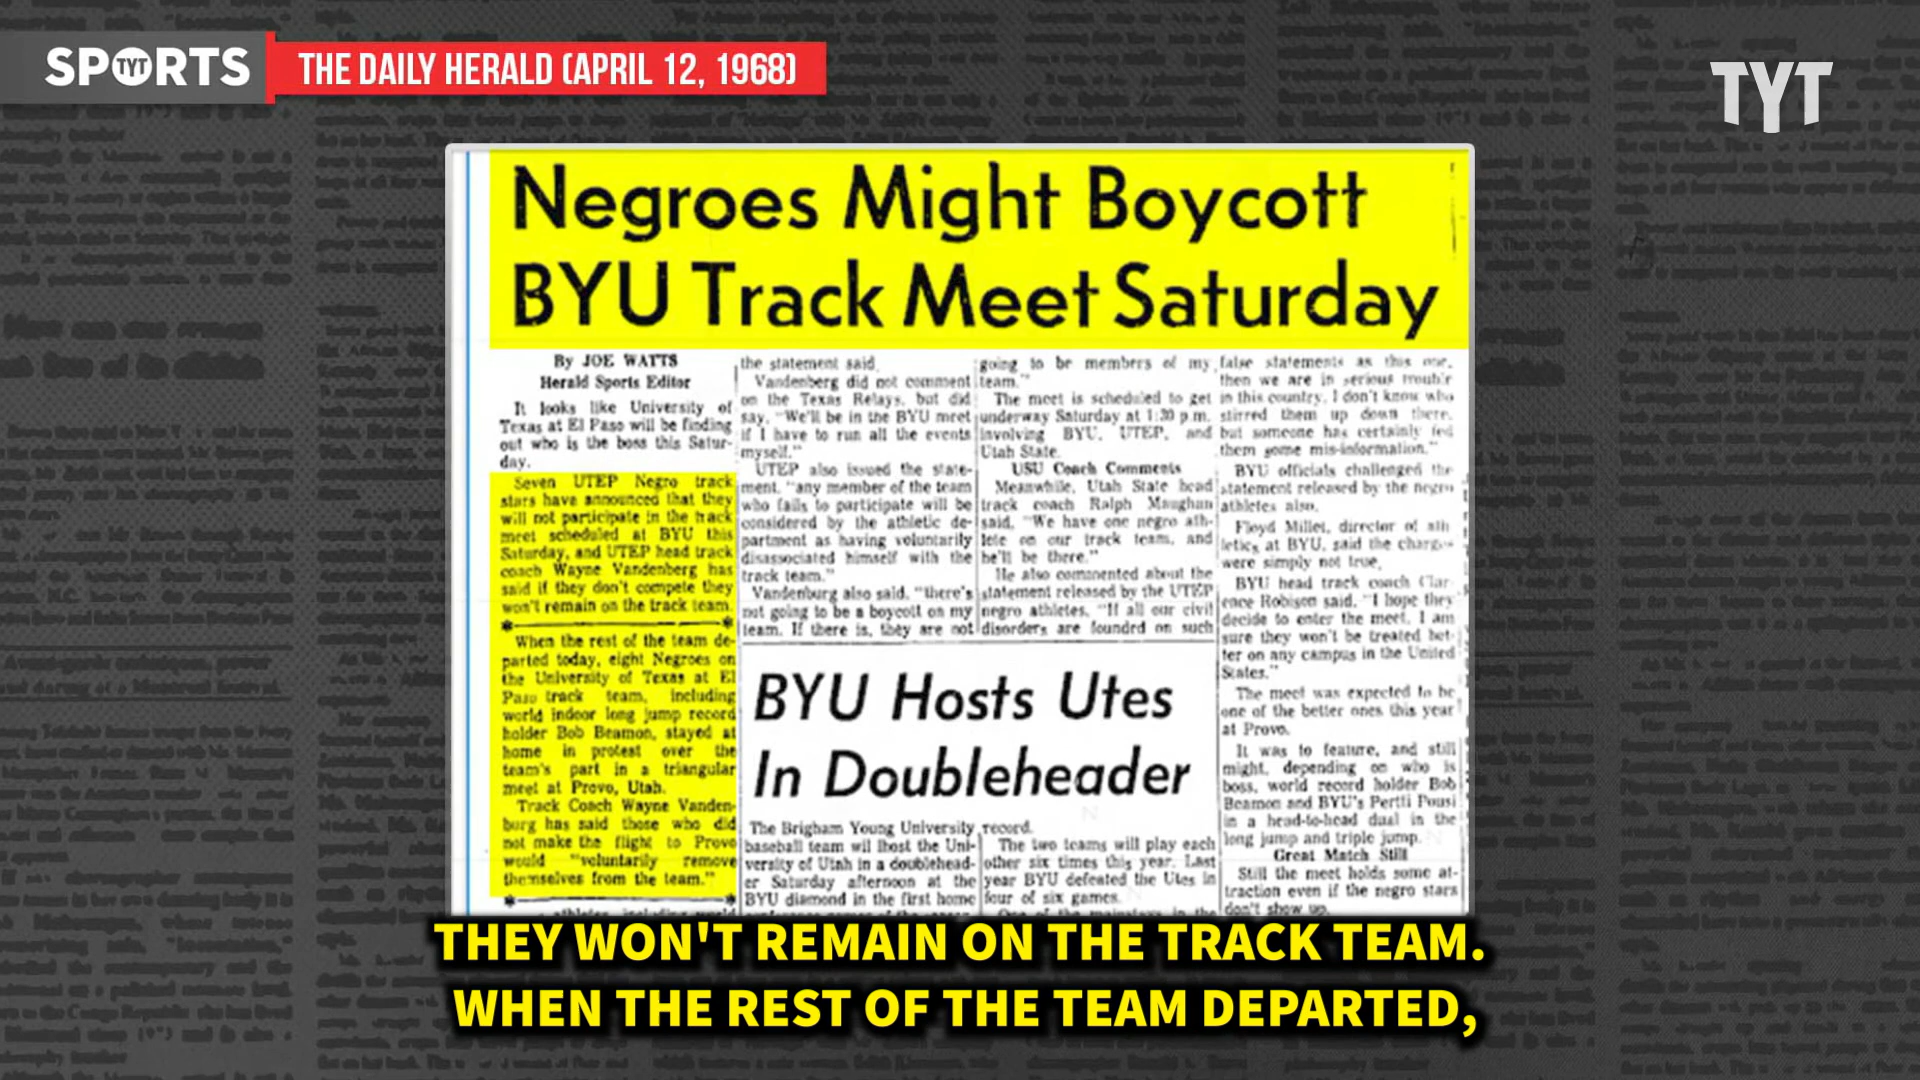 SPORTS
TYT
THE DAILY HERALD (APRIL 12, 1968)
TYT
Negroes Might Boycott
BYU Track Meet Saturday
By JOE WATTS
Herald Sports Editor
It looks like University of
Texas at El Paso will be finding
out who is the boss this Satur-
day.
Seven UTEP Negro track
stars have announced that they
will not participate in the track
meet scheduled at BYU this
Saturday, and UTEP head track
coach Wayne Vandenberg has
said if they don't compete they
won't remain on the track team.
When the rest of the team de-
parted today, eight Negroes on
the University of Texas at El
Paso track team, including
world indoor long jump record
holder Bob Beamon, stayed at
home in protest over the
team's part in a triangular
meet at Provo, Utah.
Track Coach Wayne Vanden-
burg has said those who did
not make the flight to Provo
would "voluntarily remove
themselves from the team."
the statement said.
Vandenberg did not comment
on the Texas Relays, but did
say, "We'll be in the BYU meet
if I have to run all the events
myself."
UTEP also issued the state-
ment, "any member of the team
who fails to participate will be
considered by the athletic de-
partment as having voluntarily
disassociated himself with the
track team."
Vandenburg also said, "there's
not going to be a boycott on my
team. If there is, they are not
going to be members of my
team."
The meet is scheduled to get
underway Saturday at 1:30 p.m.
involving BYU, UTEP, and
Utah State.
USU Coach Comments
Meanwhile, Utah State head
track coach Ralph Maughan
said, "We have one negro ath-
lete on our track team, and
he'll be there."
He also commented about the
statement released by the UTEP
negro athletes, "If all our civil
disorders are founded on such
false statements as this one,
then we are in serious trouble
in this country. I don't know who
stirred them up down there,
but someone has certainly fed
them some mis-information."
BYU officials challenged the
statement released by the negro
athletes also.
Floyd Millet, director of ath
letics at BYU, said the charges
were simply not true.
BYU head track coach Clar-
ence Robison said, "I hope they
decide to enter the meet. I am
sure they won't be treated bet-
ter on any campus in the United
States."
The meet was expected to be
one of the better ones this year
at Provo.
It was to feature, and still
might, depending on who is
boss, world record holder Bob
Beamon and BYU's Pertti Pousi
in a head-to-head dual in the
long jump and triple jump.
Great Match Still
Still the meet holds some at-
traction even if the negro stars
don't show up.
BYU Hosts Utes
In Doubleheader
The Brigham Young University
baseball team wil lhost the Uni-
versity of Utah in a doublehead-
er Saturday afternoon at the
BYU diamond in the first home
record.
The two teams will play each
other six times this year. Last
year BYU defeated the Utes in
four of six games.
THEY WON'T REMAIN ON THE TRACK TEAM.
WHEN THE REST OF THE TEAM DEPARTED,